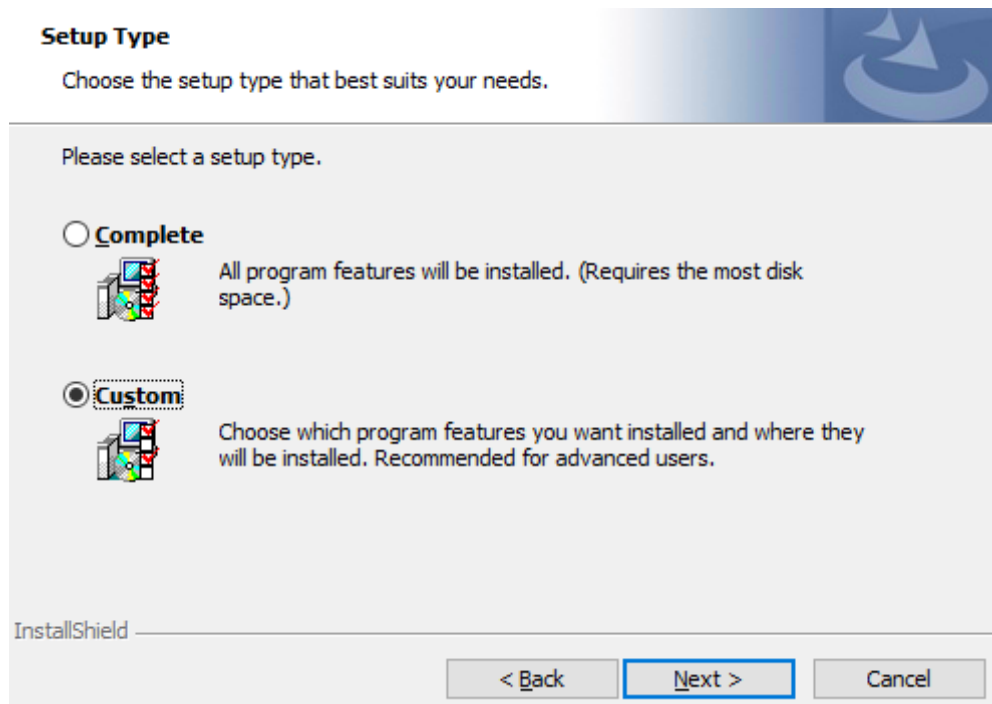 Setup Type
Choose the setup type that best suits your needs.
Please select a setup type.
Complete
All program features will be installed. (Requires the most disk
space.)
Custom
Choose which program features you want installed and where they
will be installed. Recommended for advanced users.
InstallShield
< Back Next > Cancel